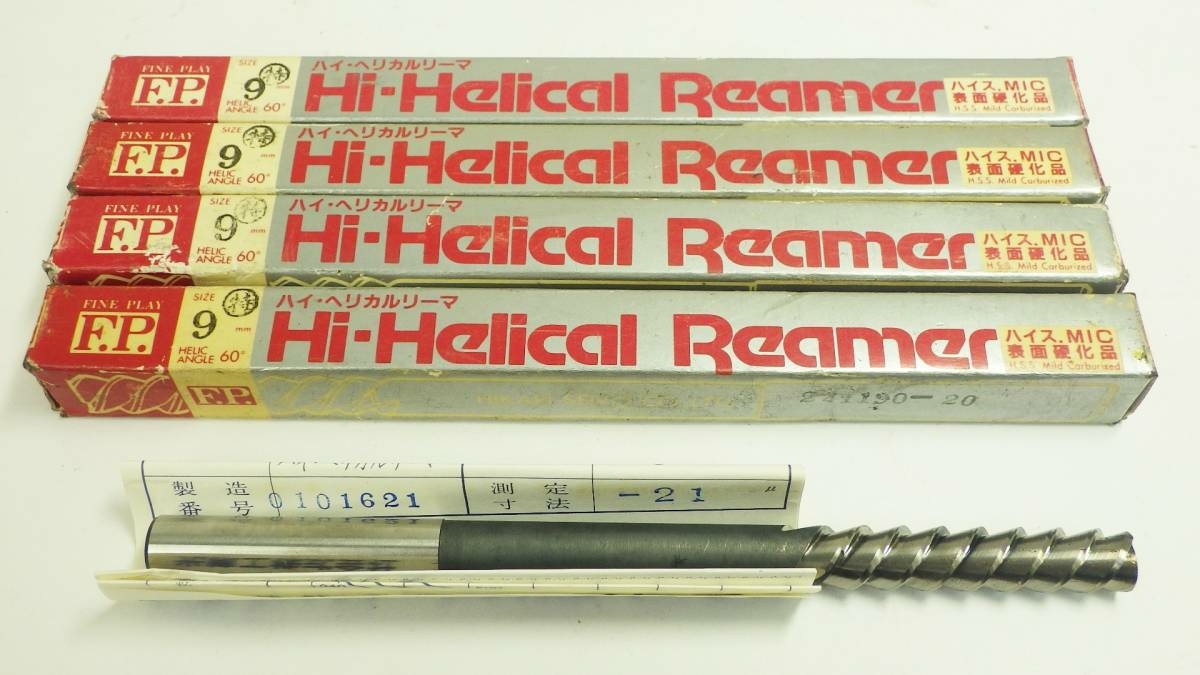 FINE PLAY
F.P.
SIZE
9 mm
特
HELIC ANGLE 60°
ハイ・ヘリカルリーマ
Hi-Helical Reamer
ハイス.MIC
表面硬化品
H.S.S. Mild Carburized
FINE PLAY
F.P.
SIZE
9 mm
特
HELIC ANGLE 60°
ハイ・ヘリカルリーマ
Hi-Helical Reamer
ハイス.MIC
表面硬化品
H.S.S. Mild Carburized
FINE PLAY
F.P.
SIZE
9 mm
特
HELIC ANGLE 60°
ハイ・ヘリカルリーマ
Hi-Helical Reamer
ハイス.MIC
表面硬化品
H.S.S. Mild Carburized
FINE PLAY
F.P.
SIZE
9 mm
特
HELIC ANGLE 60°
ハイ・ヘリカルリーマ
Hi-Helical Reamer
ハイス.MIC
表面硬化品
H.S.S. Mild Carburized
F.P.
製造番号 0101621
測定寸法 -21 μ